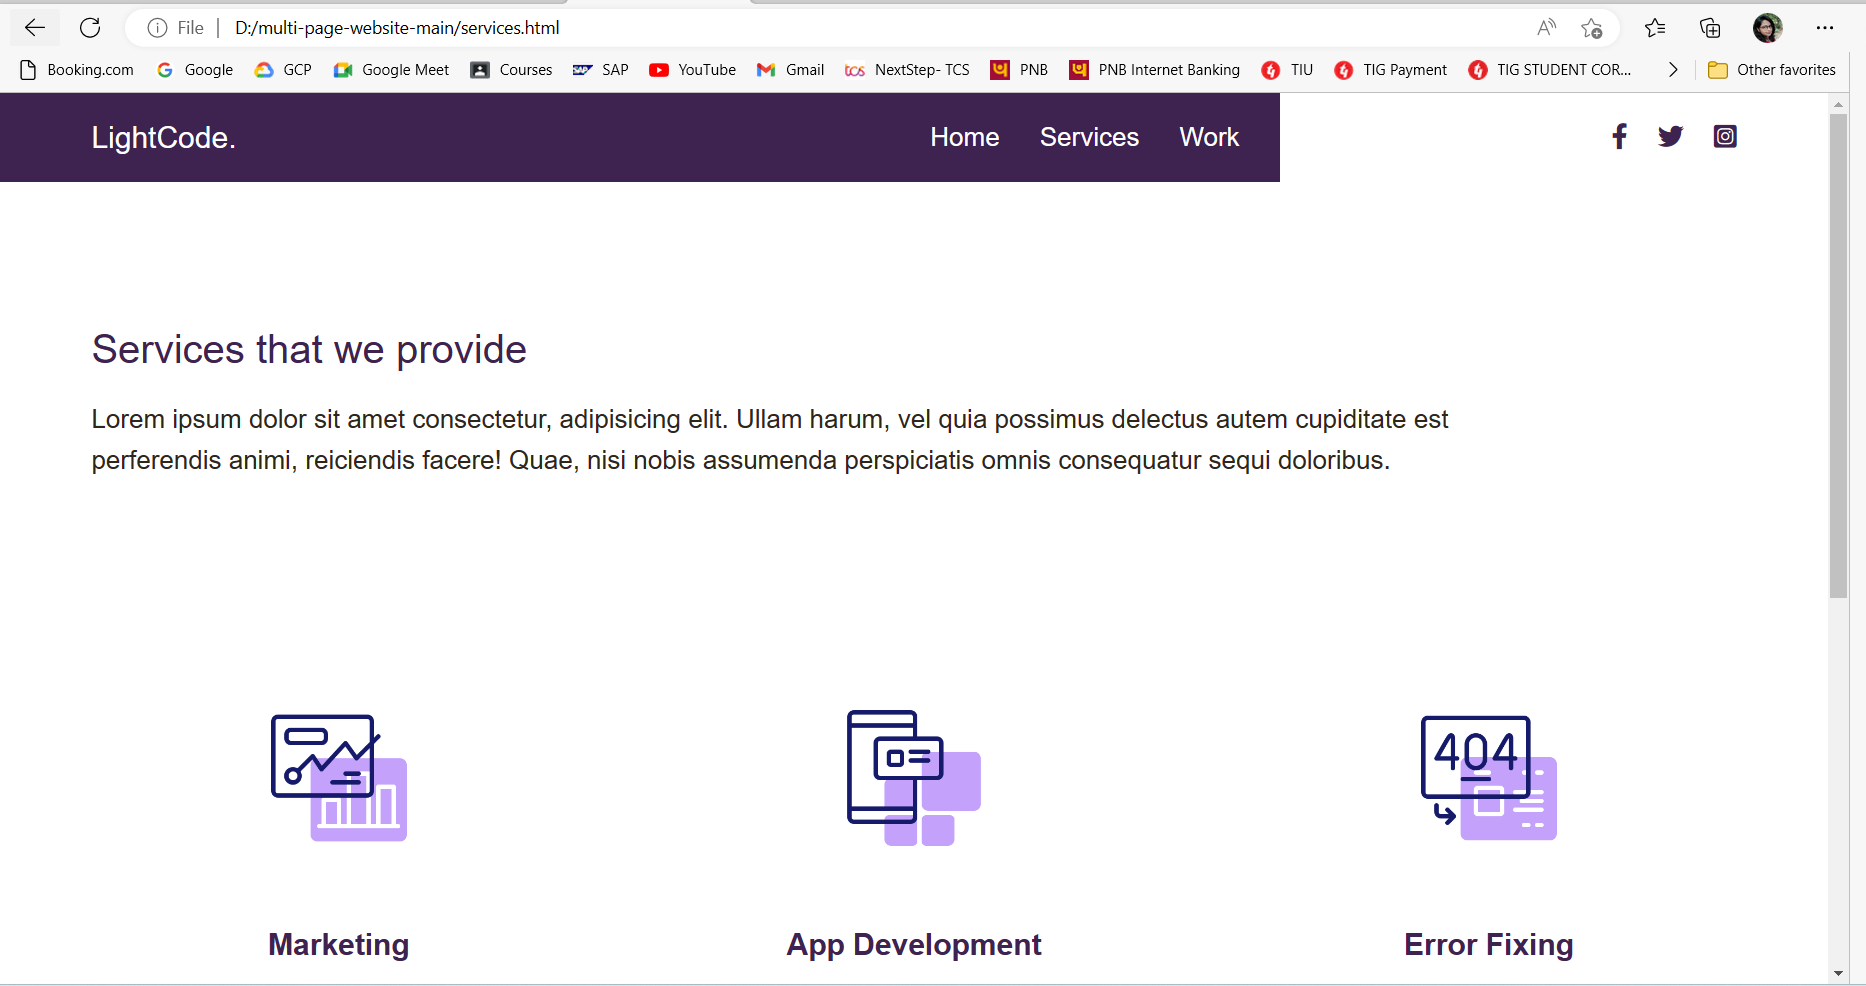 File | D:/multi-page-website-main/services.html
Booking.com Google GCP Google Meet Courses SAP YouTube Gmail NextStep- TCS PNB PNB Internet Banking TIU TIG Payment TIG STUDENT COR... Other favorites
LightCode. Home Services Work
Services that we provide
Lorem ipsum dolor sit amet consectetur, adipisicing elit. Ullam harum, vel quia possimus delectus autem cupiditate est
perferendis animi, reiciendis facere! Quae, nisi nobis assumenda perspiciatis omnis consequatur sequi doloribus.
404
Marketing App Development Error Fixing